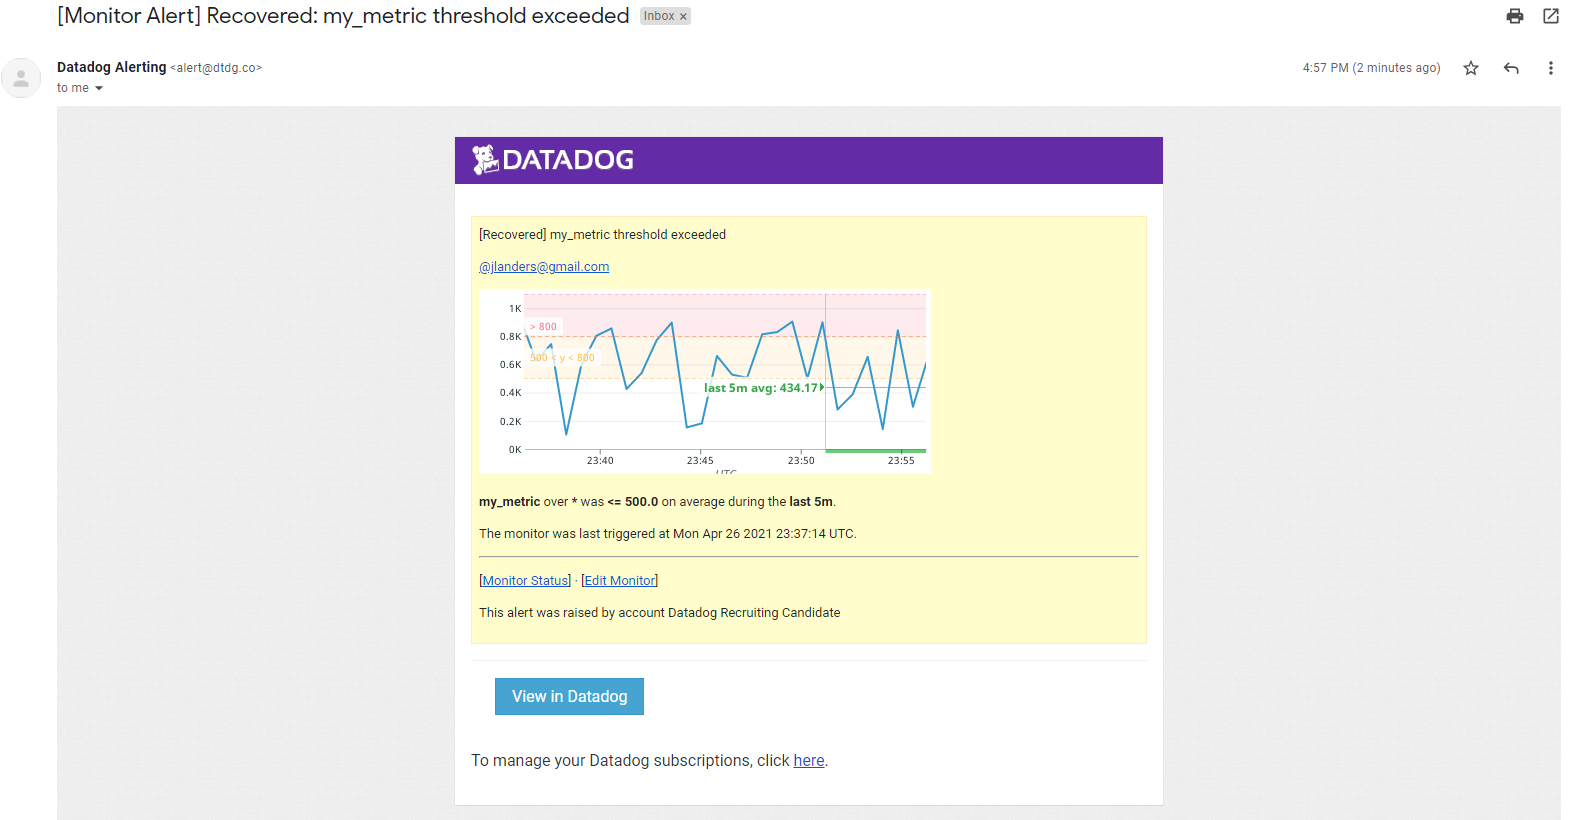 [Monitor Alert] Recovered: my_metric threshold exceeded Inbox ×
Datadog Alerting <alert@dtdg.co> 4:57 PM (2 minutes ago)
to me
DATADOG
[Recovered] my_metric threshold exceeded
@jlanders@gmail.com
1K
> 800
0.8K
500 < y < 800
0.6K
last 5m avg: 434.17
0.4K
0.2K
0K
23:40 23:45 23:50 23:55
UTC
my_metric over * was <= 500.0 on average during the last 5m.
The monitor was last triggered at Mon Apr 26 2021 23:37:14 UTC.
[Monitor Status] · [Edit Monitor]
This alert was raised by account Datadog Recruiting Candidate
View in Datadog
To manage your Datadog subscriptions, click here.